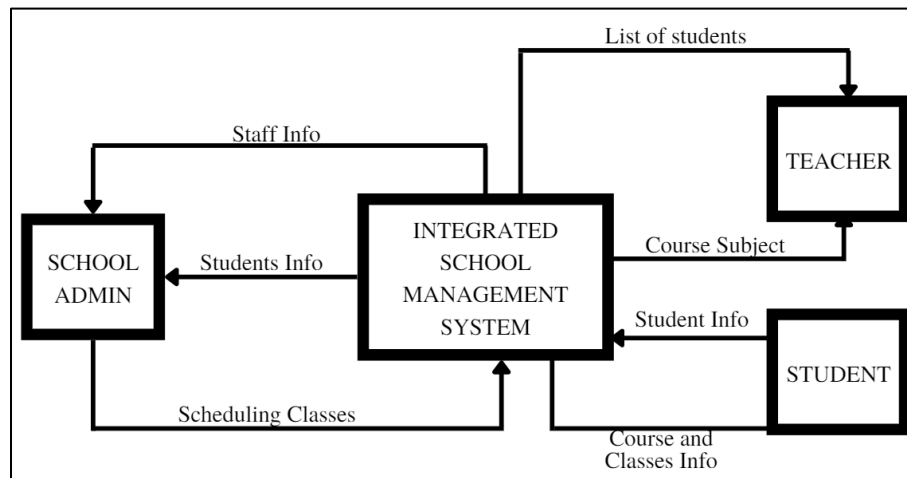 List of students
Staff Info
TEACHER
INTEGRATED
SCHOOL
MANAGEMENT
SYSTEM
SCHOOL
ADMIN
Students Info
Course Subject
Student Info
STUDENT
Scheduling Classes
Course and
Classes Info